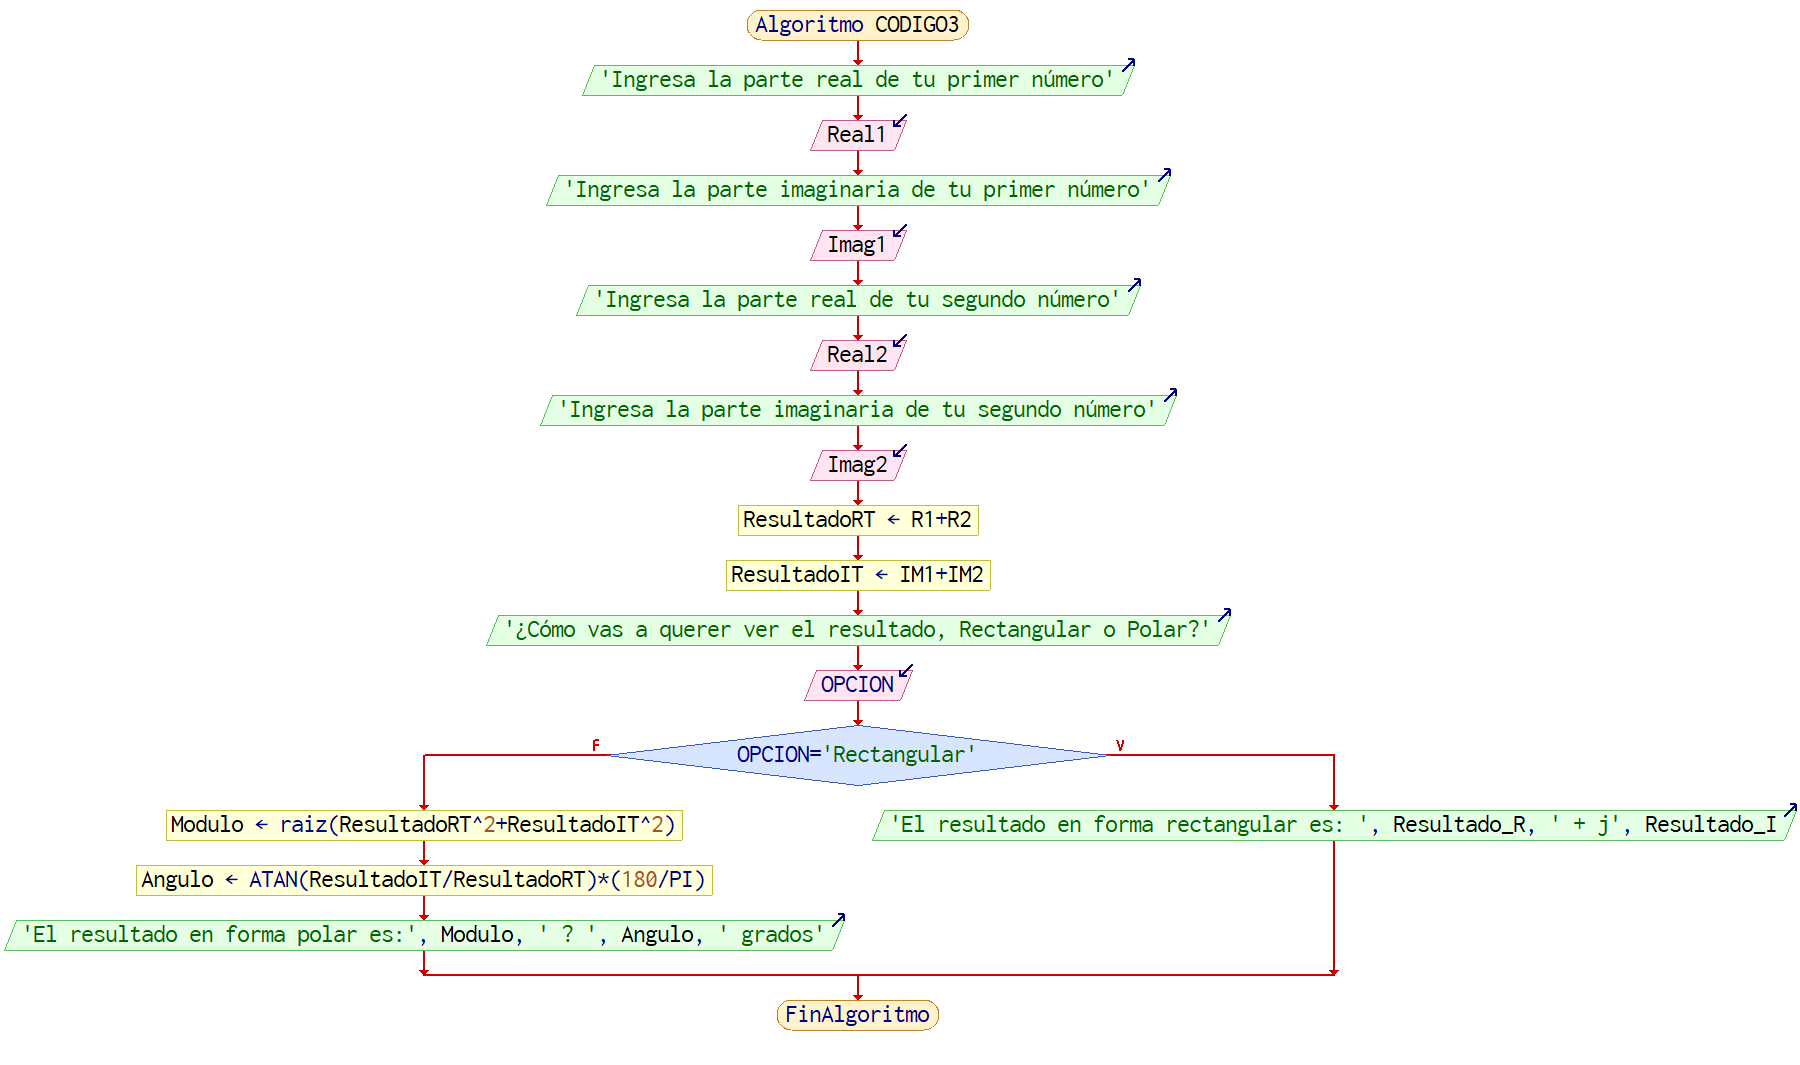 Algoritmo CODIGO3
'Ingresa la parte real de tu primer número'
Real1
'Ingresa la parte imaginaria de tu primer número'
Imag1
'Ingresa la parte real de tu segundo número'
Real2
'Ingresa la parte imaginaria de tu segundo número'
Imag2
ResultadoRT ← R1+R2
ResultadoIT ← IM1+IM2
'¿Cómo vas a querer ver el resultado, Rectangular o Polar?'
OPCION
F
OPCION='Rectangular'
V
Modulo ← raiz(ResultadoRT^2+ResultadoIT^2)
Angulo ← ATAN(ResultadoIT/ResultadoRT)*(180/PI)
'El resultado en forma polar es:', Modulo, ' ? ', Angulo, ' grados'
'El resultado en forma rectangular es: ', Resultado_R, ' + j', Resultado_I
FinAlgoritmo